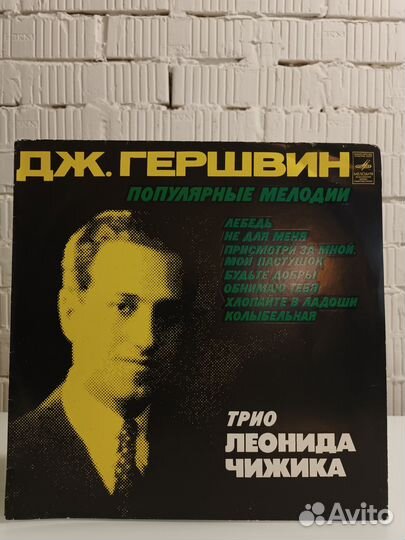 ДЖ. ГЕРШВИН
МЕЛОДИЯ
ПОПУЛЯРНЫЕ МЕЛОДИИ
ЛЕБЕДЬ
НЕ ДЛЯ МЕНЯ
ПРИСМОТРИ ЗА МНОЙ,
МОЙ ПАСТУШОК
БУДЬТЕ ДОБРЫ
ОБНИМАЮ ТЕБЯ
ХЛОПАЙТЕ В ЛАДОШИ
КОЛЫБЕЛЬНАЯ
ТРИО
ЛЕОНИДА
ЧИЖИКА
Avito